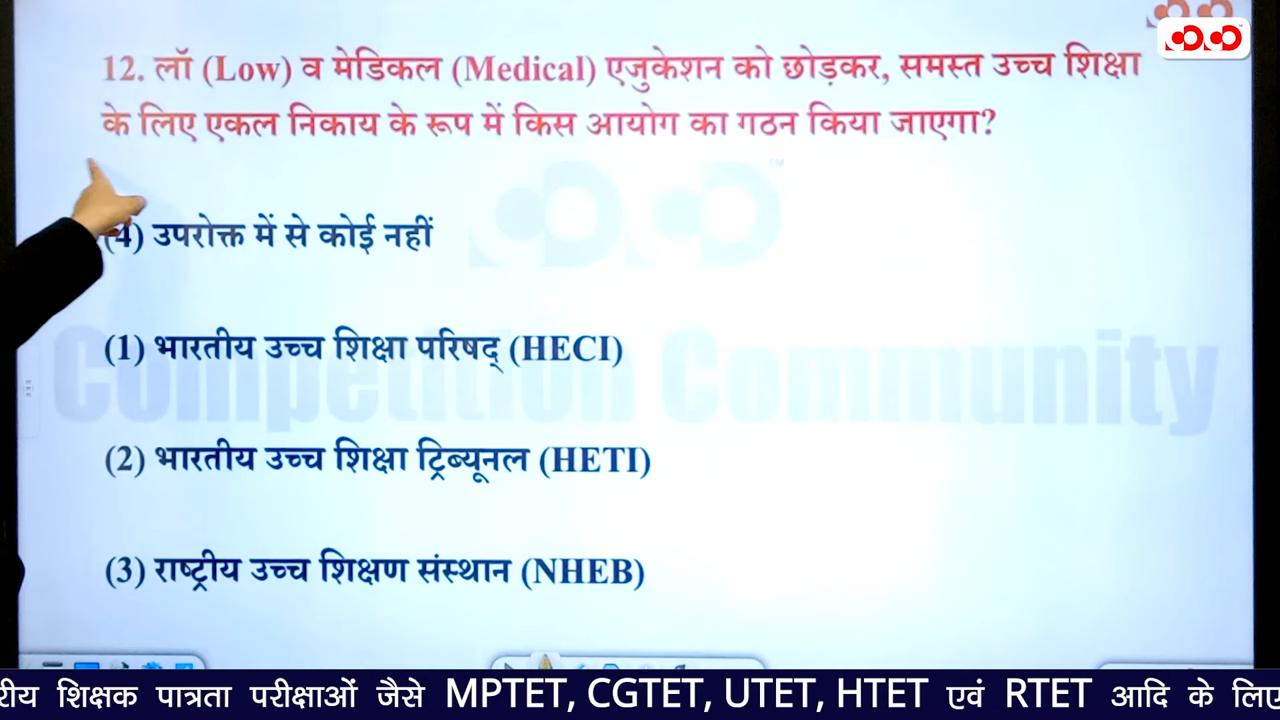 12. लॉ (Low) व मेडिकल (Medical) एजुकेशन को छोड़कर, समस्त उच्च शिक्षा
के लिए एकल निकाय के रूप में किस आयोग का गठन किया जाएगा?
(4) उपरोक्त में से कोई नहीं
(1) भारतीय उच्च शिक्षा परिषद् (HECI)
Competition Community
(2) भारतीय उच्च शिक्षा ट्रिब्यूनल (HETI)
(3) राष्ट्रीय उच्च शिक्षण संस्थान (NHEB)
शिक्षक पात्रता परीक्षाओं जैसे MPTET, CGTET, UTET, HTET एवं RTET आदि के लिए